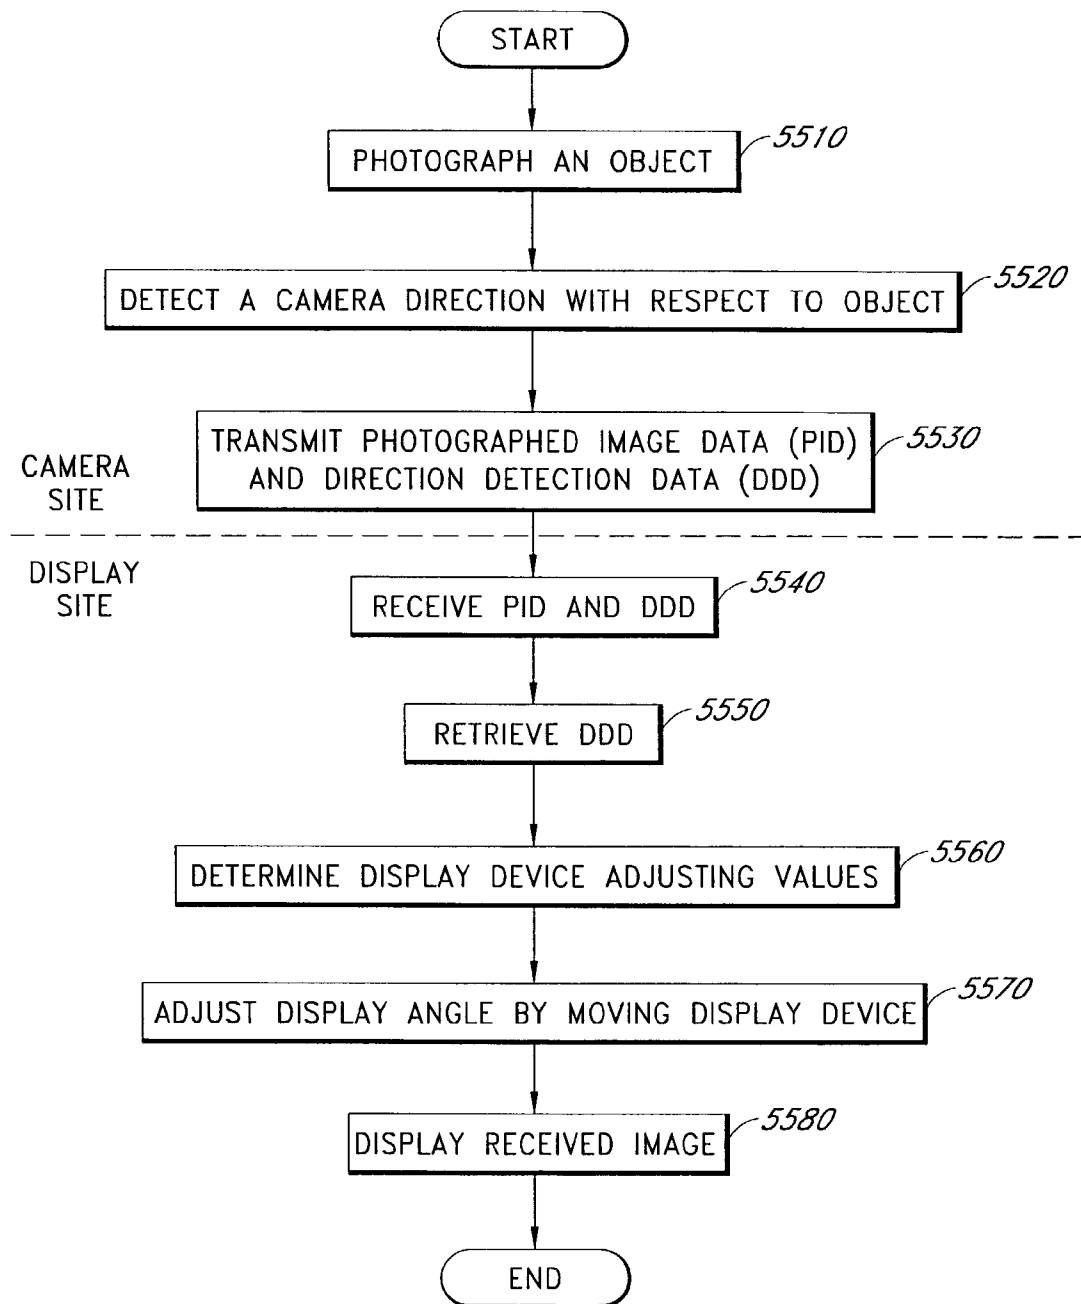 START
PHOTOGRAPH AN OBJECT
5510
DETECT A CAMERA DIRECTION WITH RESPECT TO OBJECT
5520
TRANSMIT PHOTOGRAPHED IMAGE DATA (PID)
AND DIRECTION DETECTION DATA (DDD)
5530
CAMERA
SITE
DISPLAY
SITE
RECEIVE PID AND DDD
5540
RETRIEVE DDD
5550
DETERMINE DISPLAY DEVICE ADJUSTING VALUES
5560
ADJUST DISPLAY ANGLE BY MOVING DISPLAY DEVICE
5570
DISPLAY RECEIVED IMAGE
5580
END